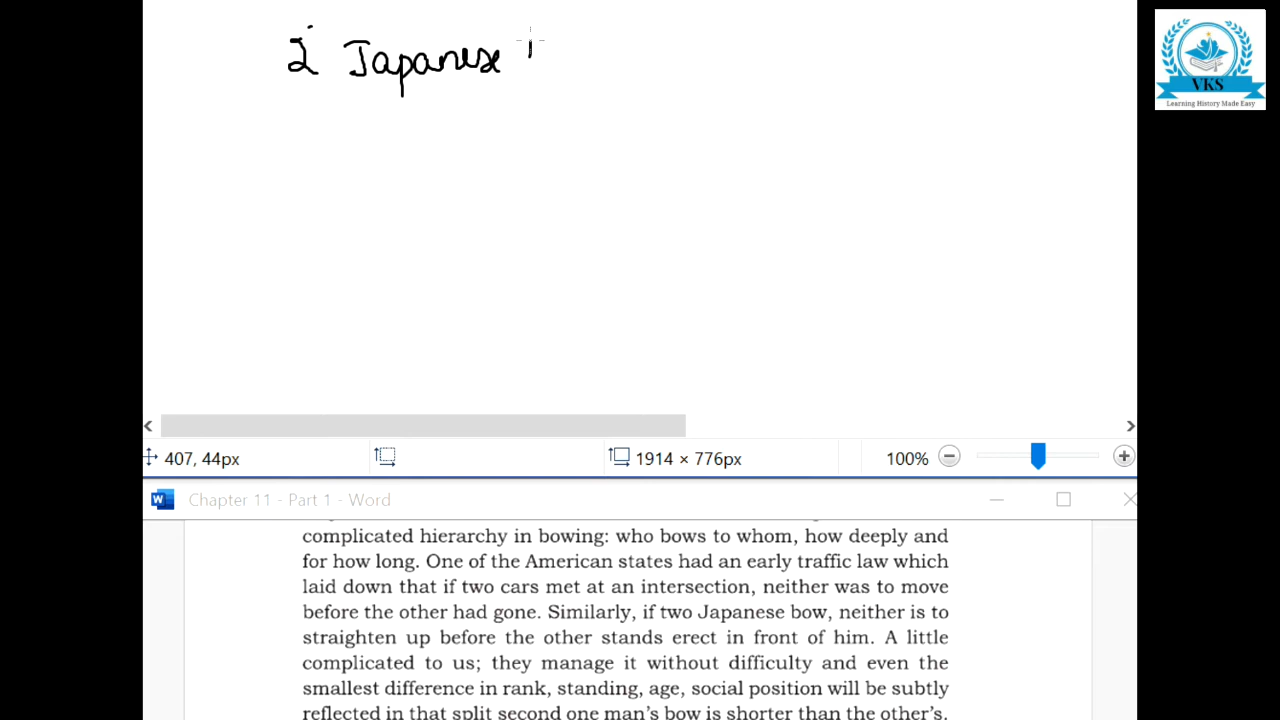 2 Japanese
VKS
Learning History Made Easy
407, 44px
1914 × 776px
100%
Chapter 11 - Part 1 - Word
complicated hierarchy in bowing: who bows to whom, how deeply and
for how long. One of the American states had an early traffic law which
laid down that if two cars met at an intersection, neither was to move
before the other had gone. Similarly, if two Japanese bow, neither is to
straighten up before the other stands erect in front of him. A little
complicated to us; they manage it without difficulty and even the
smallest difference in rank, standing, age, social position will be subtly
reflected in that split second one man's bow is shorter than the other's.